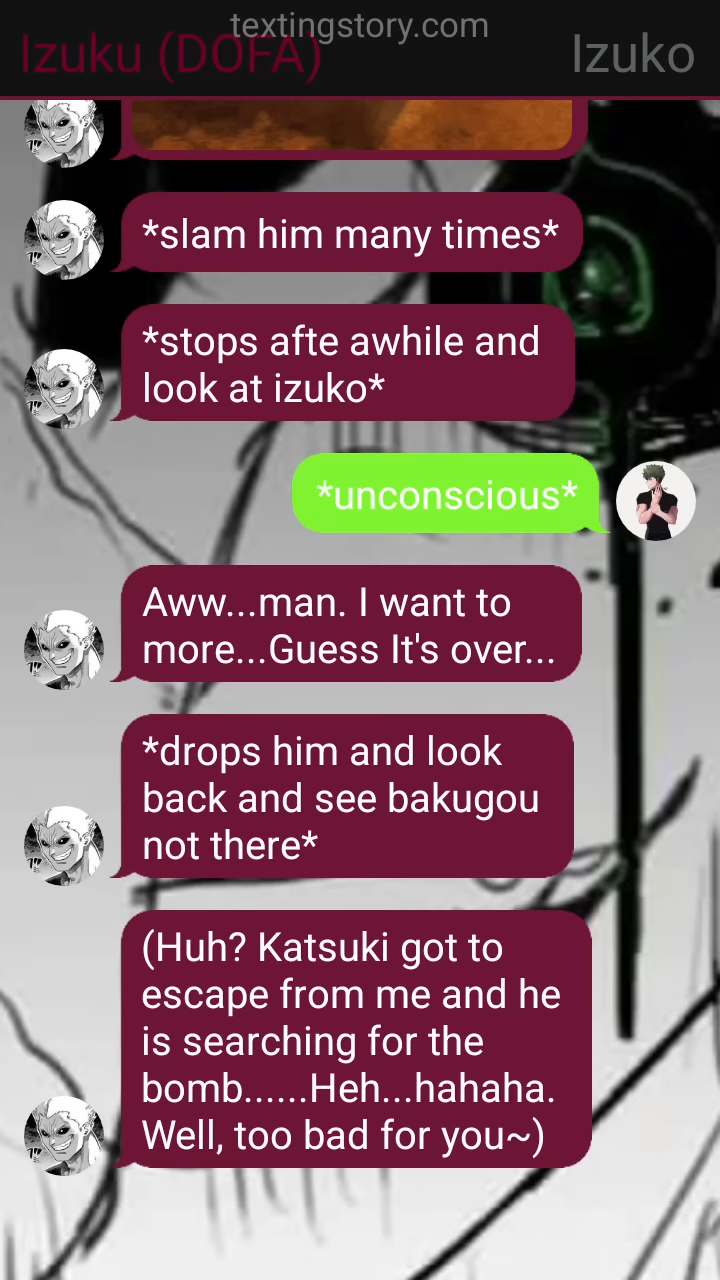 textingstory.com
Izuku (DOFA)
Izuko
*slam him many times*
*stops afte awhile and
look at izuko*
*unconscious*
Aww...man. I want to
more...Guess It's over...
*drops him and look
back and see bakugou
not there*
(Huh? Katsuki got to
escape from me and he
is searching for the
bomb......Heh...hahaha.
Well, too bad for you~)